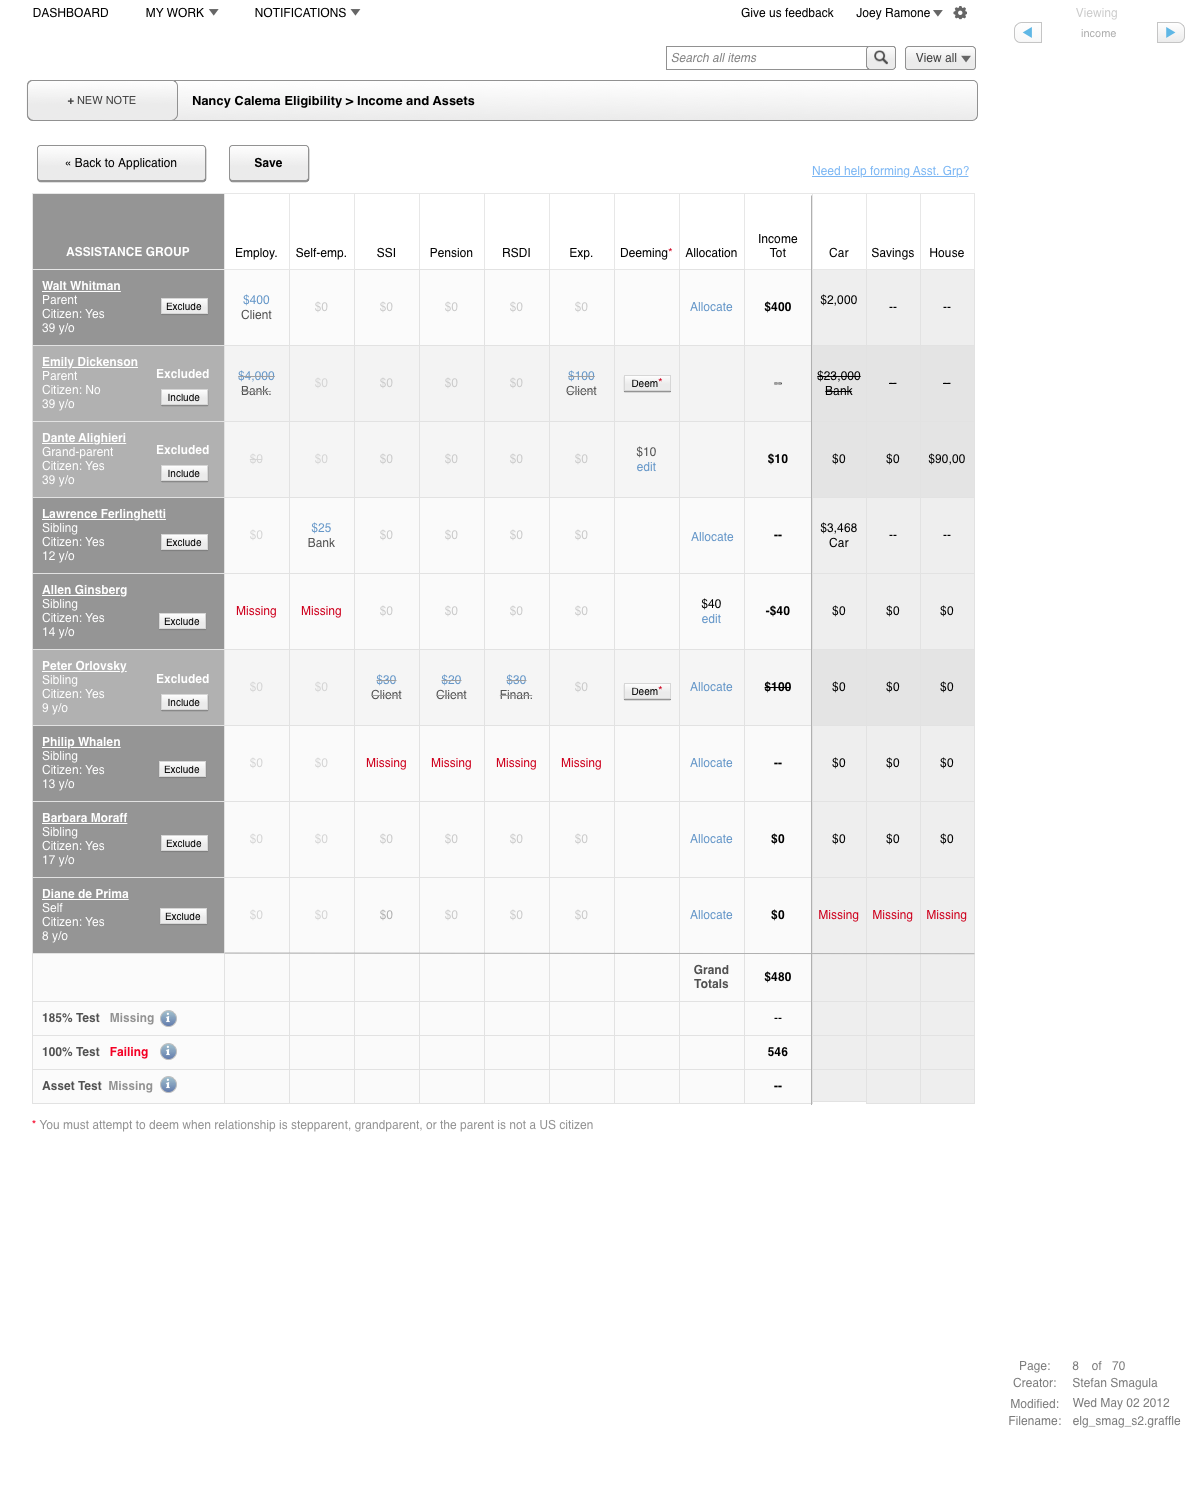 DASHBOARD MY WORK NOTIFICATIONS Give us feedback Joey Ramone Viewing
income
Search all items View all
+ NEW NOTE Nancy Calema Eligibility > Income and Assets
« Back to Application Save Need help forming Asst. Grp?
ASSISTANCE GROUP Employ. Self-emp. SSI Pension RSDI Exp. Deeming* Allocation Income Tot Car Savings House
Walt Whitman
Parent
Citizen: Yes
39 y/o
Exclude
$400
Client
$0 $0 $0 $0 $0 Allocate $400 $2,000 -- --
Emily Dickenson
Parent
Citizen: No
39 y/o
Excluded
Include
$4,000
Bank.
$0 $0 $0 $0
$100
Client
Deem* --
$23,000
Bank
– –
Dante Alighieri
Grand-parent
Citizen: Yes
39 y/o
Excluded
Include
$0 $0 $0 $0 $0 $0
$10
edit
$10 $0 $0 $90,00
Lawrence Ferlinghetti
Sibling
Citizen: Yes
12 y/o
Exclude
$0
$25
Bank
$0 $0 $0 $0 Allocate --
$3,468
Car
-- --
Allen Ginsberg
Sibling
Citizen: Yes
14 y/o
Exclude
Missing Missing $0 $0 $0 $0
$40
edit
-$40 $0 $0 $0
Peter Orlovsky
Sibling
Citizen: Yes
9 y/o
Excluded
Include
$0 $0
$30
Client
$20
Client
$30
Finan.
$0 Deem* Allocate $100 $0 $0 $0
Philip Whalen
Sibling
Citizen: Yes
13 y/o
Exclude
$0 $0 Missing Missing Missing Missing Allocate -- $0 $0 $0
Barbara Moraff
Sibling
Citizen: Yes
17 y/o
Exclude
$0 $0 $0 $0 $0 $0 Allocate $0 $0 $0 $0
Diane de Prima
Self
Citizen: Yes
8 y/o
Exclude
$0 $0 $0 $0 $0 $0 Allocate $0 Missing Missing Missing
Grand
Totals
$480
185% Test Missing i --
100% Test Failing i 546
Asset Test Missing i --
* You must attempt to deem when relationship is stepparent, grandparent, or the parent is not a US citizen
Page: 8 of 70
Creator: Stefan Smagula
Modified: Wed May 02 2012
Filename: elg_smag_s2.graffle